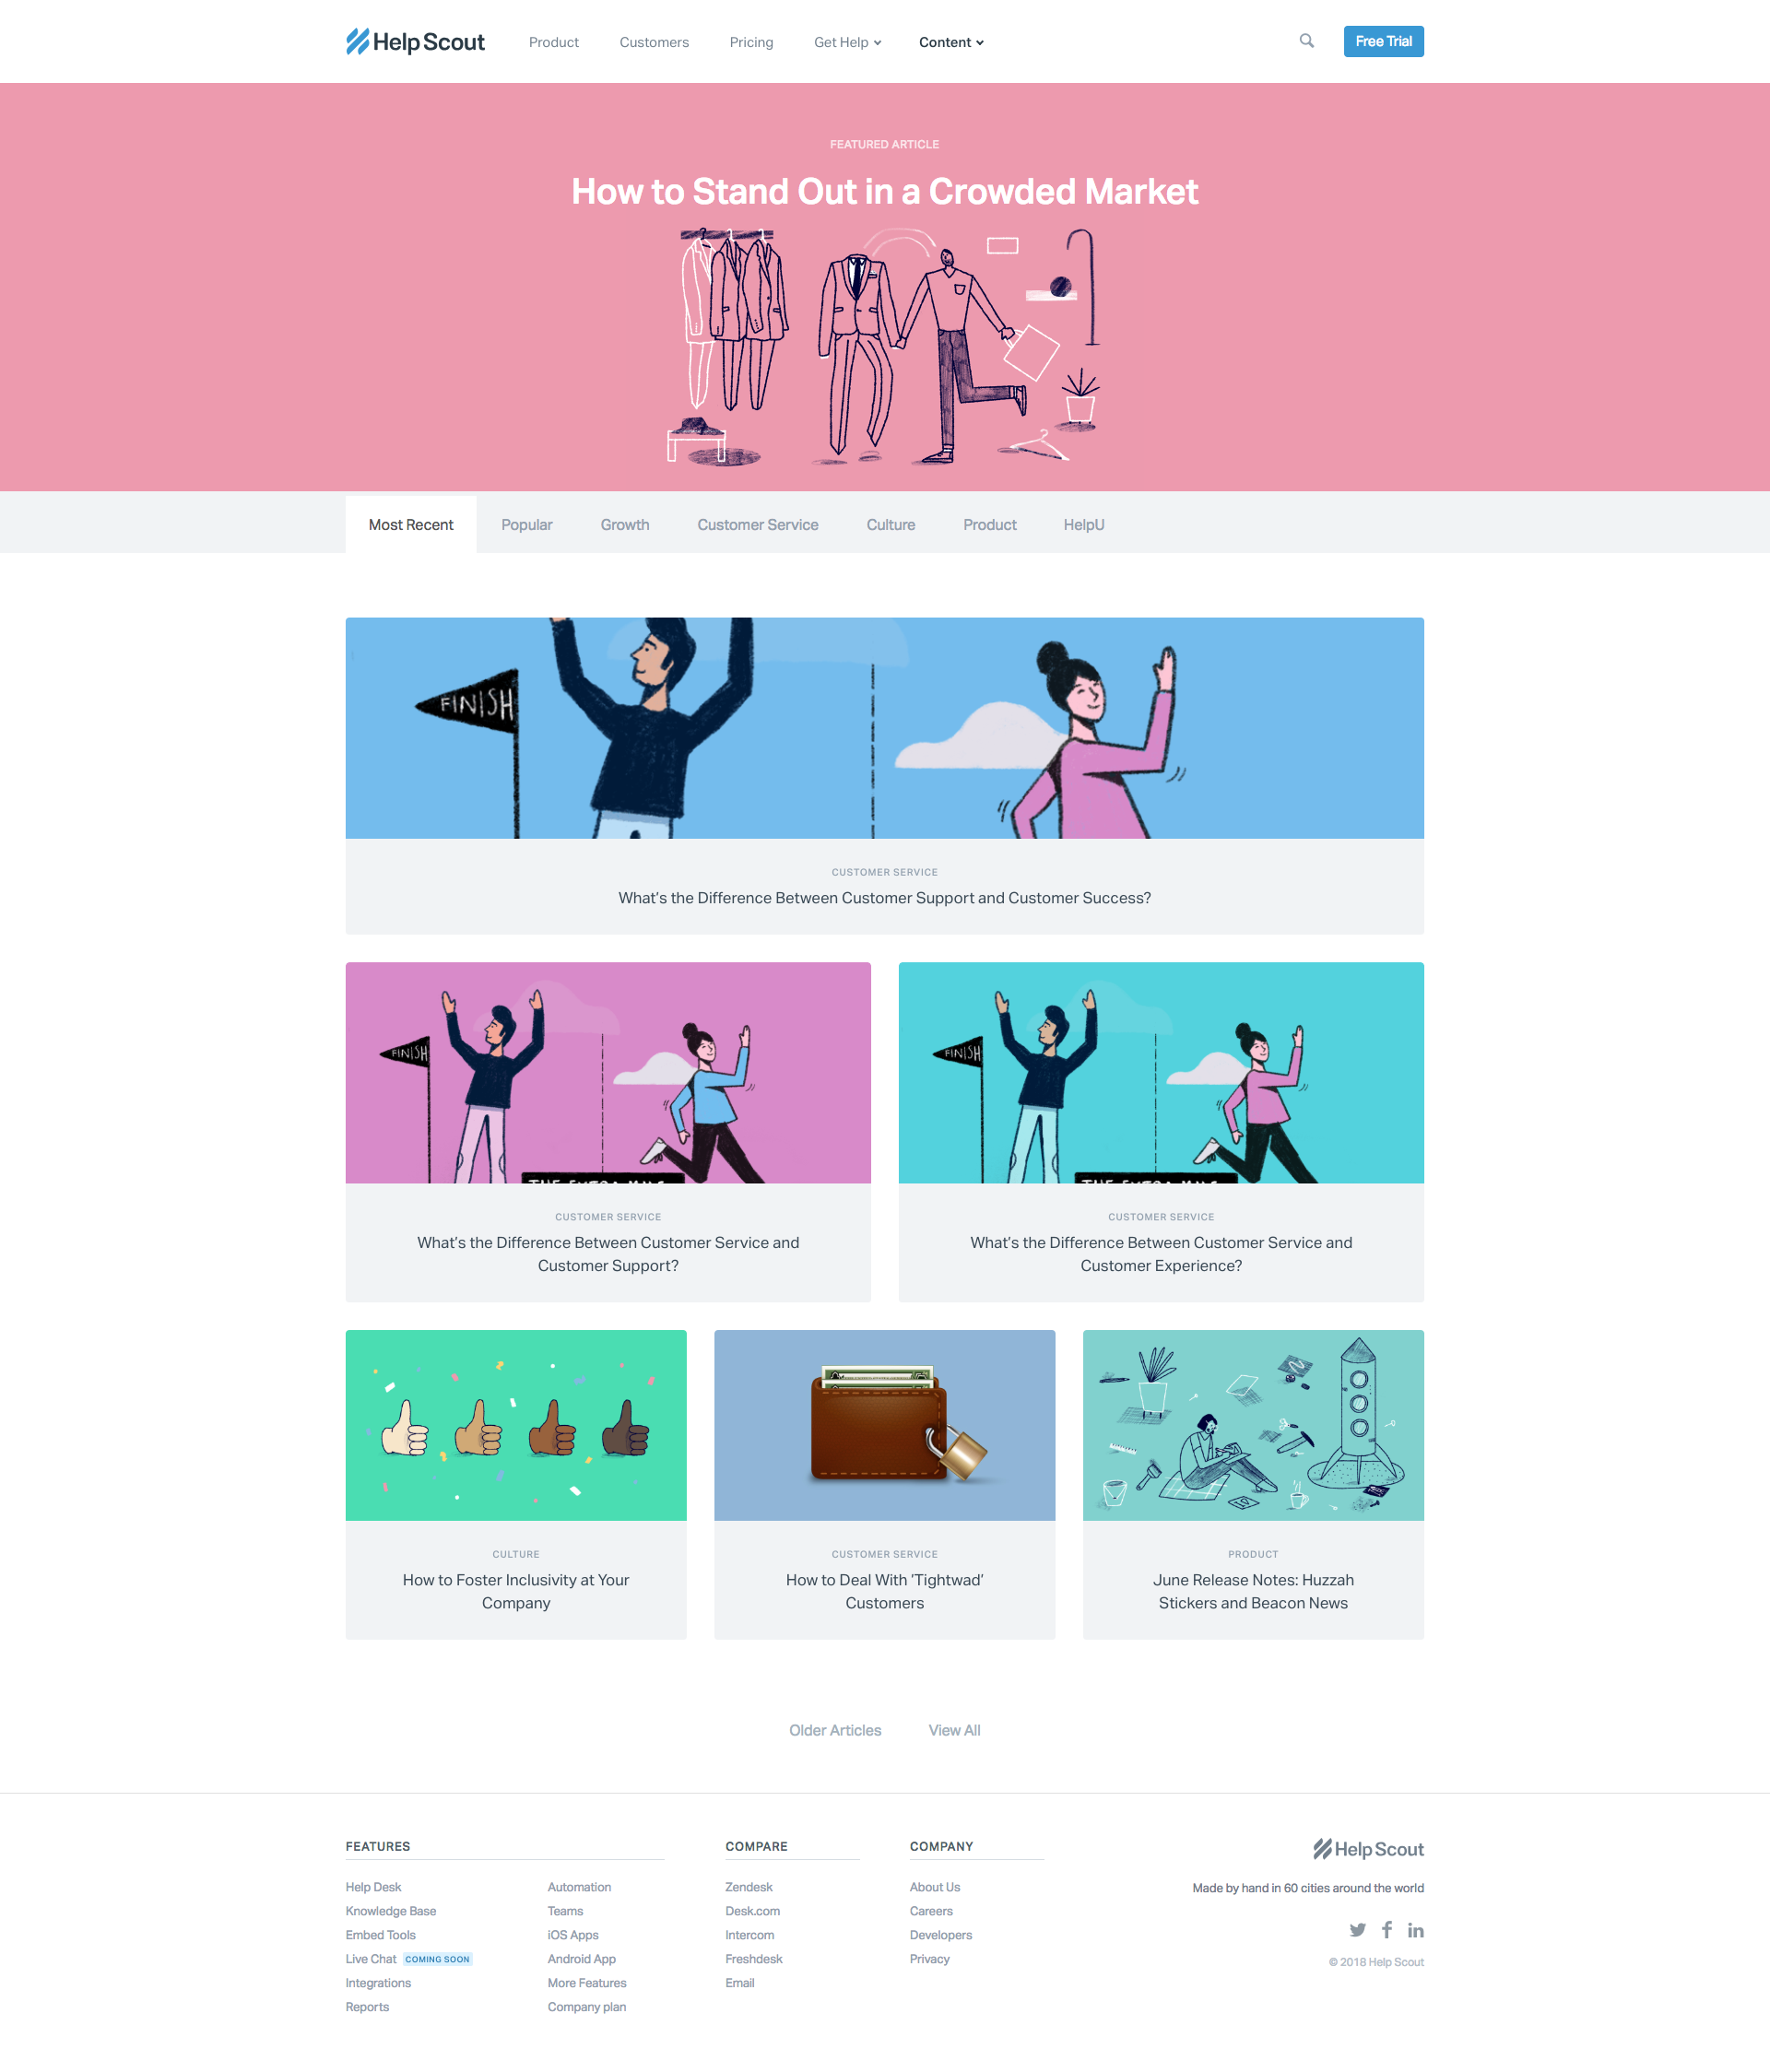 Help Scout
Product
Customers
Pricing
Get Help
Content
Free Trial
FEATURED ARTICLE
How to Stand Out in a Crowded Market
Most Recent
Popular
Growth
Customer Service
Culture
Product
HelpU
FINISH
CUSTOMER SERVICE
What's the Difference Between Customer Support and Customer Success?
FINISH
THE EXTRA MILE
CUSTOMER SERVICE
What's the Difference Between Customer Service and
Customer Support?
FINISH
THE EXTRA MILE
CUSTOMER SERVICE
What's the Difference Between Customer Service and
Customer Experience?
CULTURE
How to Foster Inclusivity at Your
Company
CUSTOMER SERVICE
How to Deal With 'Tightwad'
Customers
PRODUCT
June Release Notes: Huzzah
Stickers and Beacon News
Older Articles
View All
FEATURES
Help Desk
Knowledge Base
Embed Tools
Live Chat COMING SOON
Integrations
Reports
Automation
Teams
iOS Apps
Android App
More Features
Company plan
COMPARE
Zendesk
Desk.com
Intercom
Freshdesk
Email
COMPANY
About Us
Careers
Developers
Privacy
Help Scout
Made by hand in 60 cities around the world
© 2018 Help Scout